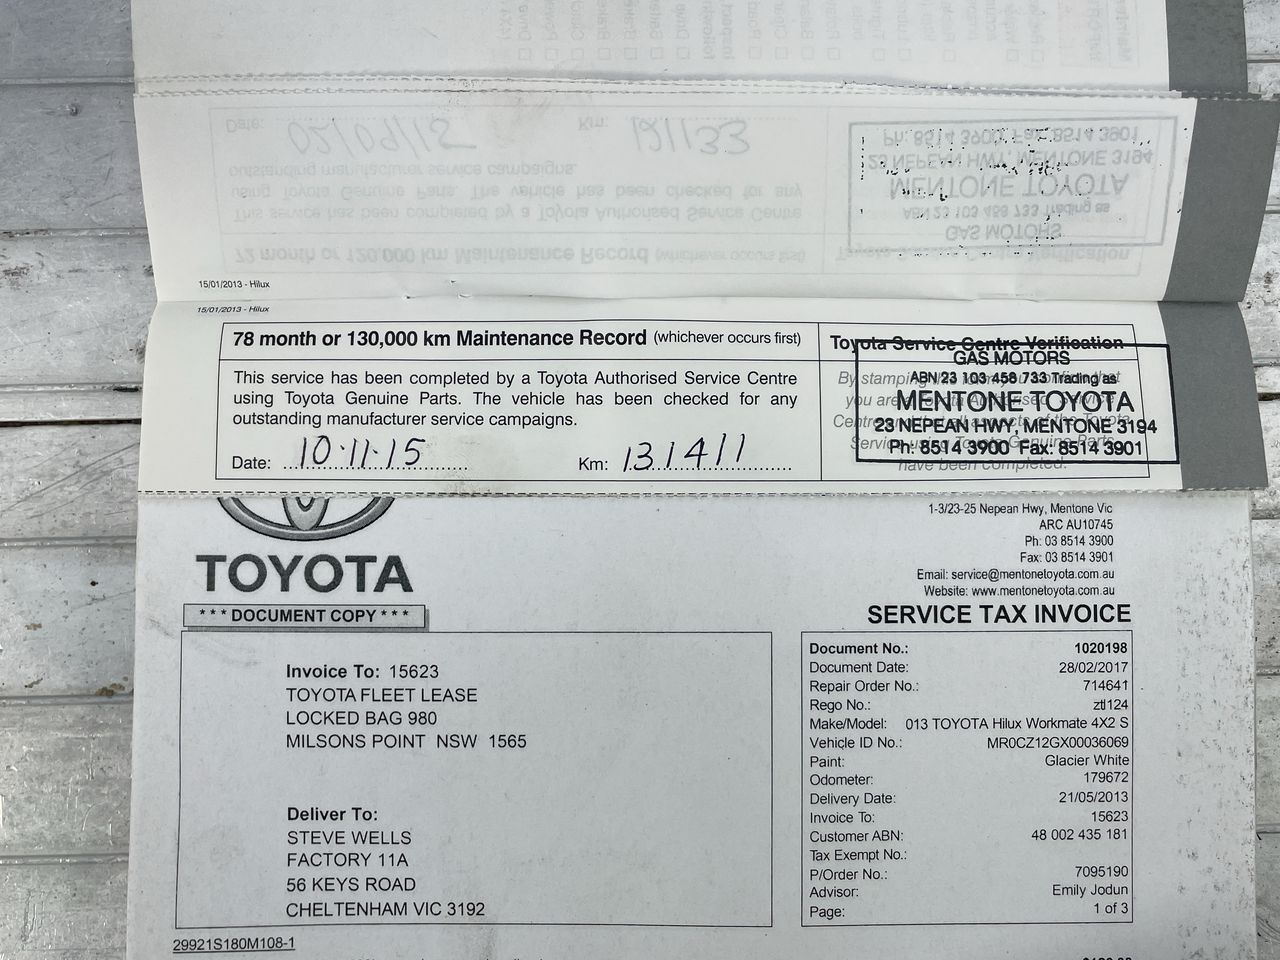 15/01/2013 - Hilux
15/01/2013 - Hilux
78 month or 130,000 km Maintenance Record (whichever occurs first)
This service has been completed by a Toyota Authorised Service Centre
using Toyota Genuine Parts. The vehicle has been checked for any
outstanding manufacturer service campaigns.
Date: 10.11.15 Km: 131411
Toyota Service Centre Verification
GAS MOTORS
ABN 23 103 458 733 Trading as
MENTONE TOYOTA
23 NEPEAN HWY, MENTONE 3194
Ph: 8514 3900 Fax: 8514 3901
have been completed.
TOYOTA
* * * DOCUMENT COPY * * *
1-3/23-25 Nepean Hwy, Mentone Vic
ARC AU10745
Ph: 03 8514 3900
Fax: 03 8514 3901
Email: service@mentonetoyota.com.au
Website: www.mentonetoyota.com.au
SERVICE TAX INVOICE
Invoice To: 15623
TOYOTA FLEET LEASE
LOCKED BAG 980
MILSONS POINT NSW 1565
Deliver To:
STEVE WELLS
FACTORY 11A
56 KEYS ROAD
CHELTENHAM VIC 3192
29921S180M108-1
Document No.: 1020198
Document Date: 28/02/2017
Repair Order No.: 714641
Rego No.: ztl124
Make/Model: 013 TOYOTA Hilux Workmate 4X2 S
Vehicle ID No.: MR0CZ12GX00036069
Paint: Glacier White
Odometer: 179672
Delivery Date: 21/05/2013
Invoice To: 15623
Customer ABN: 48 002 435 181
Tax Exempt No.:
P/Order No.: 7095190
Advisor: Emily Jodun
Page: 1 of 3